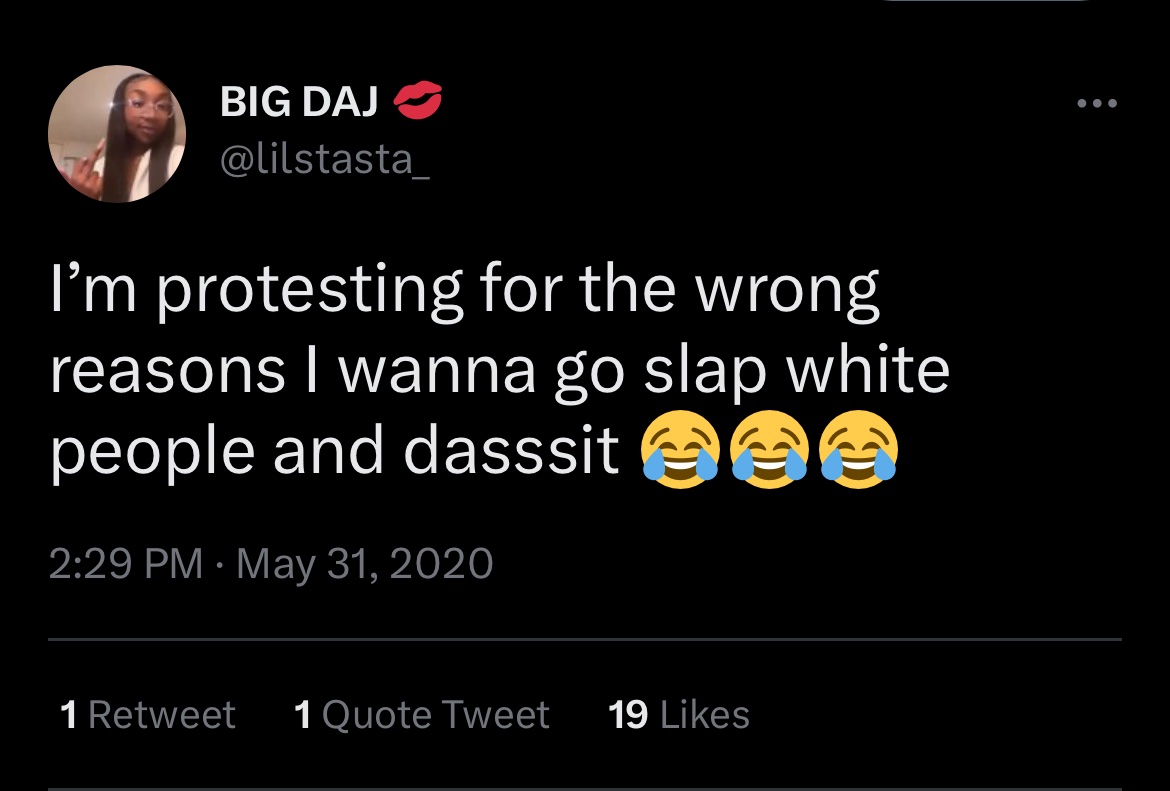 BIG DAJ 💋
@lilstasta_
I’m protesting for the wrong
reasons I wanna go slap white
people and dasssit 😂😂😂
2:29 PM · May 31, 2020
1 Retweet 1 Quote Tweet 19 Likes